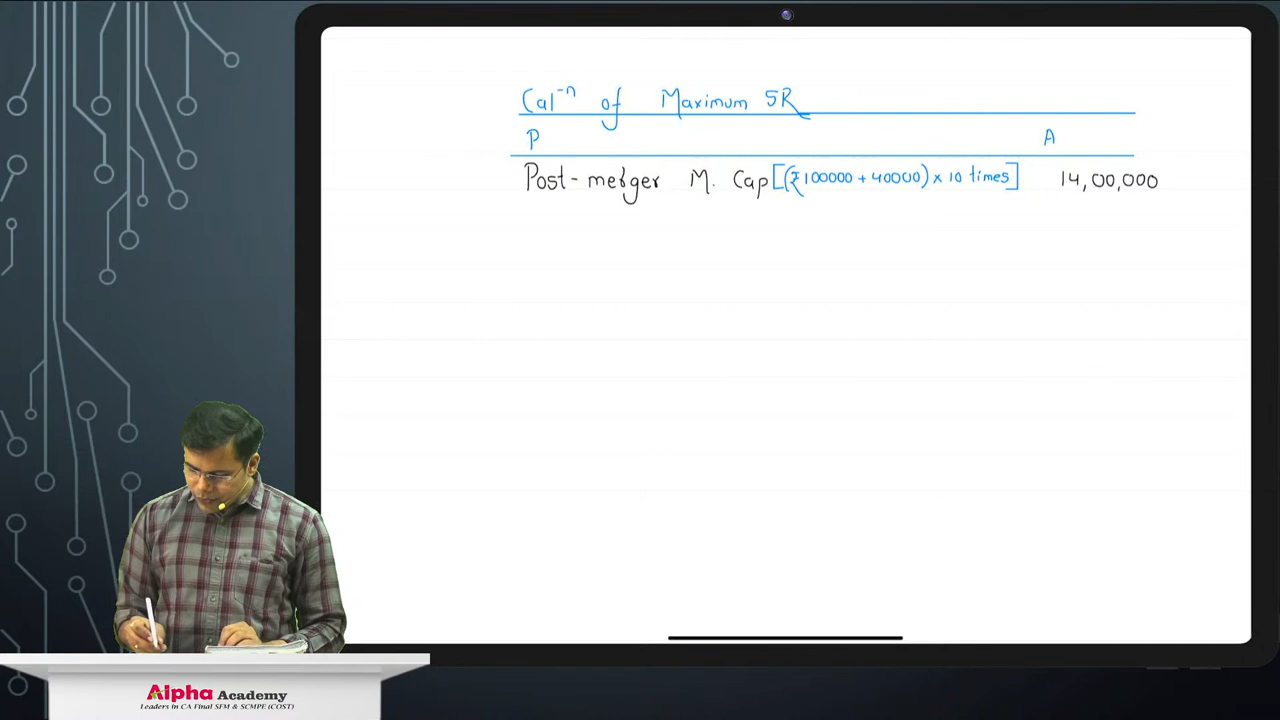 Cal⁻ⁿ of Maximum SR
P A
Post-merger M. Cap [(₹100000 + 40000) × 10 times] 14,00,000
Alpha Academy
Leaders in CA Final SFM & SCMPE (COST)